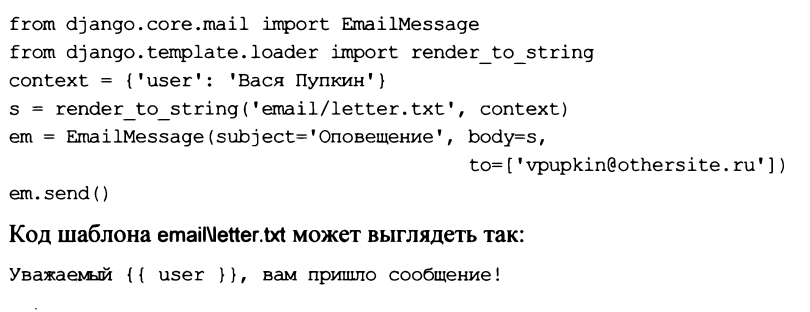 from django.core.mail import EmailMessage
from django.template.loader import render_to_string
context = {'user': 'Вася Пупкин'}
s = render_to_string('email/letter.txt', context)
em = EmailMessage(subject='Оповещение', body=s,
to=['vpupkin@othersite.ru'])
em.send()
Код шаблона email\letter.txt может выглядеть так:
Уважаемый {{ user }}, вам пришло сообщение!